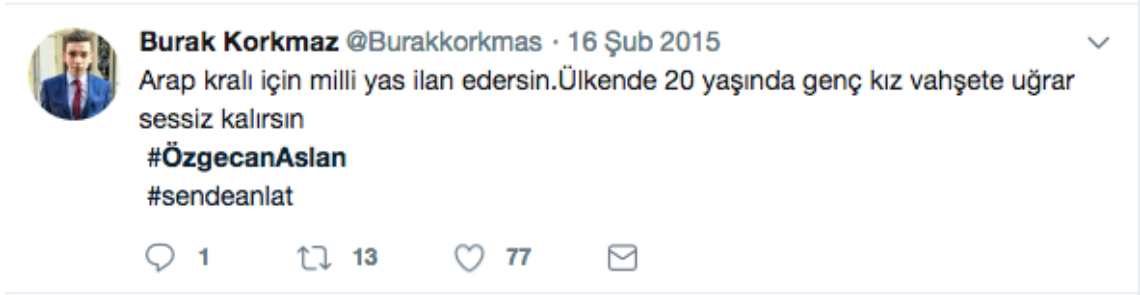 Burak Korkmaz @Burakkorkmas · 16 Şub 2015
Arap kralı için milli yas ilan edersin.Ülkende 20 yaşında genç kız vahşete uğrar
sessiz kalırsın
#ÖzgecanAslan
#sendeanlat
1 13 77